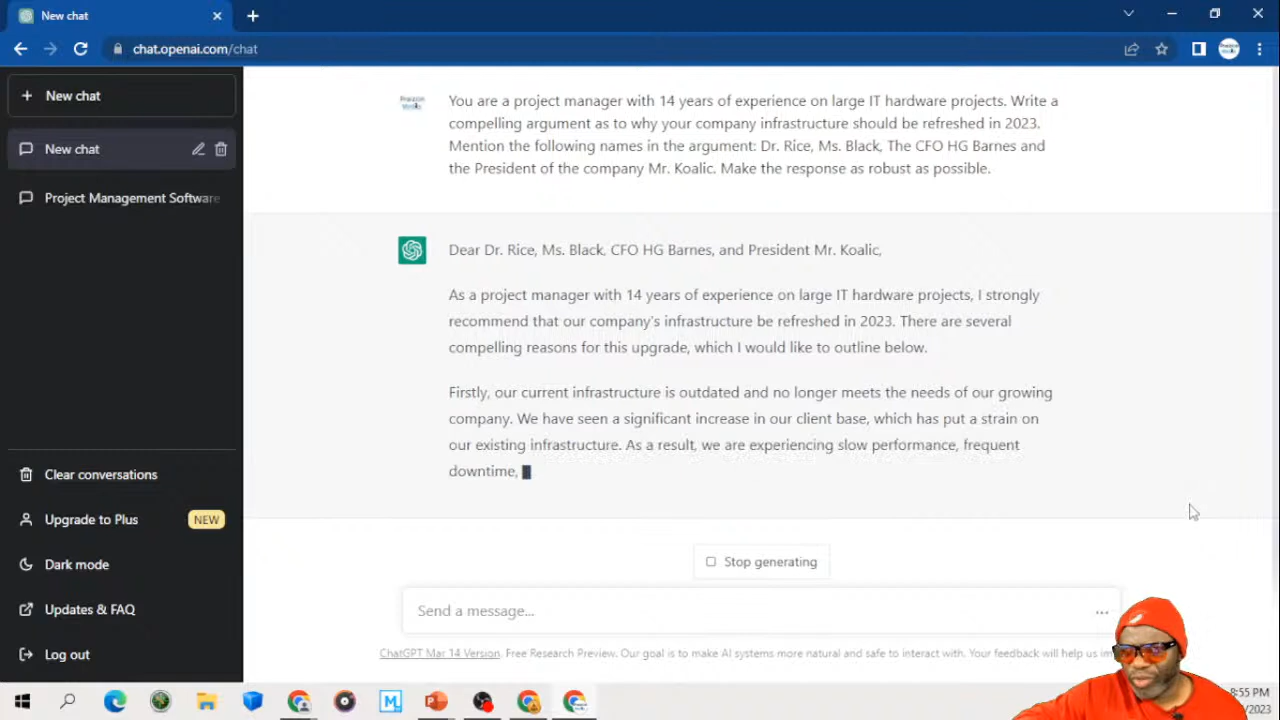 New chat
chat.openai.com/chat
New chat
New chat
Project Management Software
Clear conversations
Upgrade to Plus NEW
Dark mode
Updates & FAQ
Log out
You are a project manager with 14 years of experience on large IT hardware projects. Write a
compelling argument as to why your company infrastructure should be refreshed in 2023.
Mention the following names in the argument: Dr. Rice, Ms. Black, The CFO HG Barnes and
the President of the company Mr. Koalic. Make the response as robust as possible.
Dear Dr. Rice, Ms. Black, CFO HG Barnes, and President Mr. Koalic,
As a project manager with 14 years of experience on large IT hardware projects, I strongly
recommend that our company's infrastructure be refreshed in 2023. There are several
compelling reasons for this upgrade, which I would like to outline below.
Firstly, our current infrastructure is outdated and no longer meets the needs of our growing
company. We have seen a significant increase in our client base, which has put a strain on
our existing infrastructure. As a result, we are experiencing slow performance, frequent
downtime,
Stop generating
Send a message...
ChatGPT Mar 14 Version. Free Research Preview. Our goal is to make AI systems more natural and safe to interact with. Your feedback will help us
8:55 PM
/2023